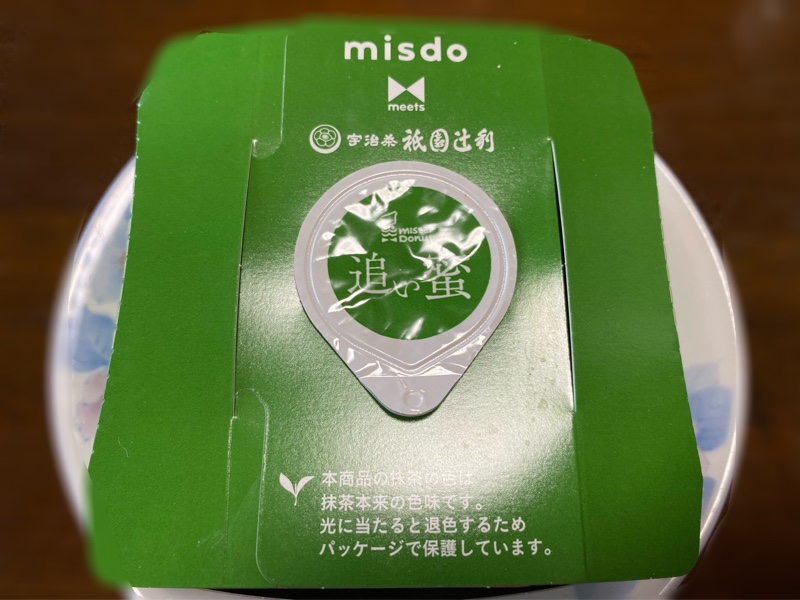 misdo
meets
宇治茶 祇園辻利
mister
Donut
追い蜜
本商品の抹茶の色は
抹茶本来の色味です。
光に当たると退色するため
パッケージで保護しています。